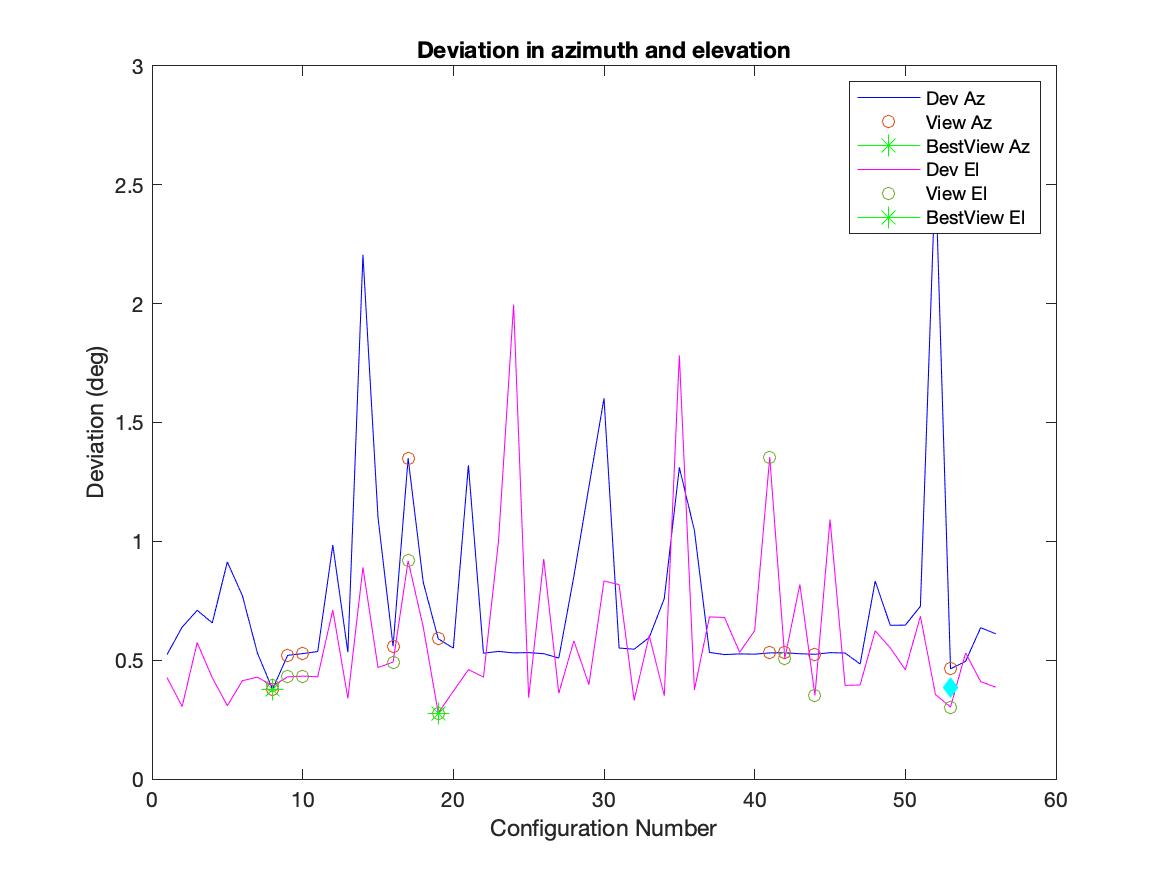 Deviation in azimuth and elevation
3
2.5
2
1.5
1
0.5
0
Deviation (deg)
0 10 20 30 40 50 60
Configuration Number
Dev Az
View Az
BestView Az
Dev El
View El
BestView El